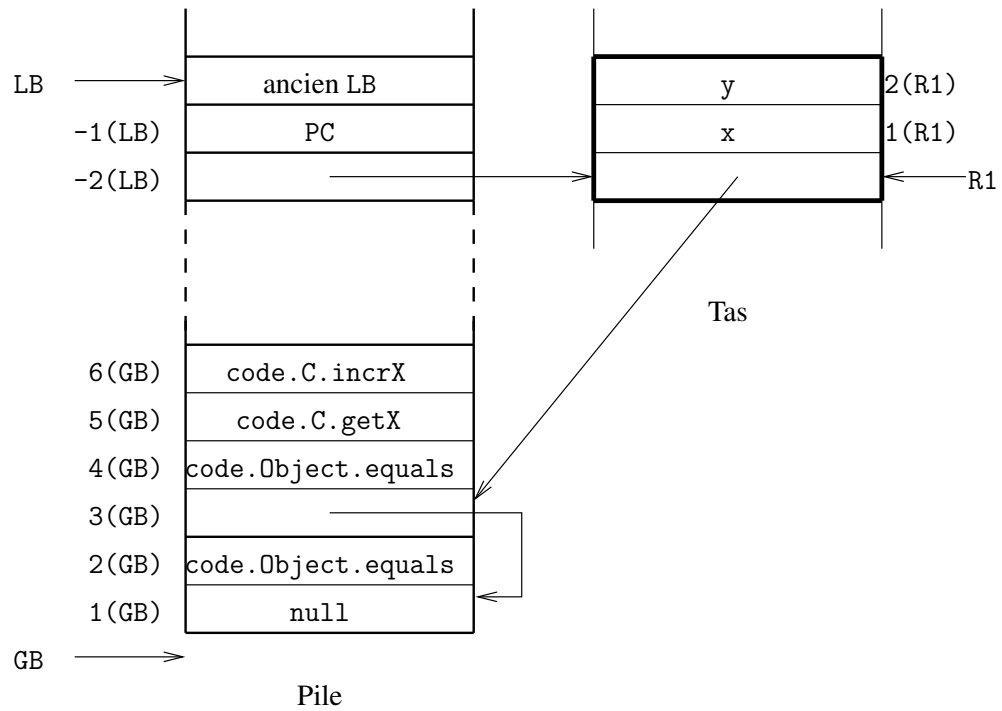 LB ancien LB y 2(R1)
-1(LB) PC x 1(R1)
-2(LB) R1
Tas
6(GB) code.C.incrX
5(GB) code.C.getX
4(GB) code.Object.equals
3(GB)
2(GB) code.Object.equals
1(GB) null
GB
Pile